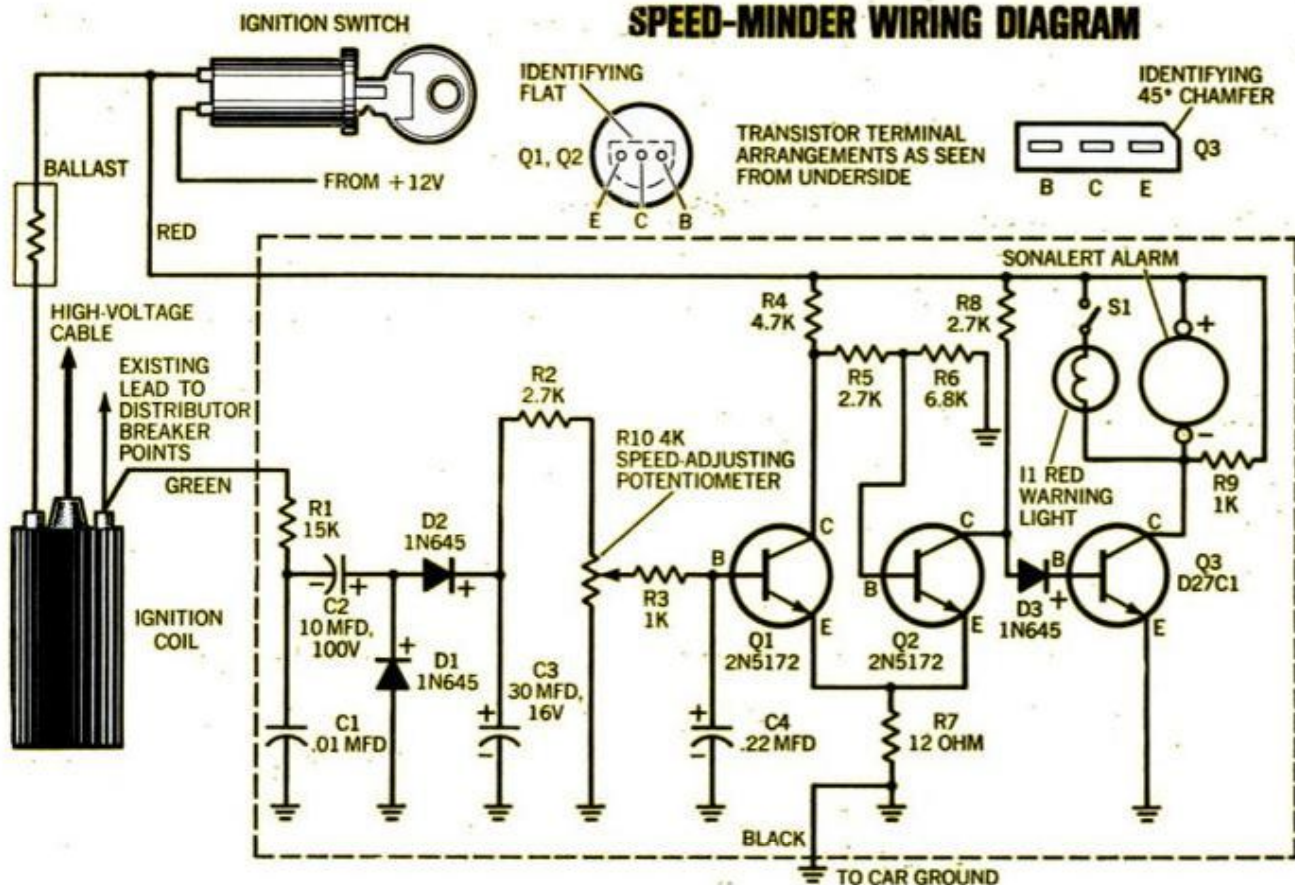 SPEED-MINDER WIRING DIAGRAM
IGNITION SWITCH
IDENTIFYING
FLAT
Q1, Q2
E C B
TRANSISTOR TERMINAL
ARRANGEMENTS AS SEEN
FROM UNDERSIDE
IDENTIFYING
45° CHAMFER
Q3
B C E
BALLAST
FROM +12V
RED
HIGH-VOLTAGE
CABLE
EXISTING
LEAD TO
DISTRIBUTOR
BREAKER
POINTS
GREEN
IGNITION
COIL
R1
15K
C2
10 MFD,
100V
C1
.01 MFD
D2
1N645
D1
1N645
R2
2.7K
C3
30 MFD,
16V
R10 4K
SPEED-ADJUSTING
POTENTIOMETER
R3
1K
C4
.22 MFD
R4
4.7K
R5
2.7K
R6
6.8K
R8
2.7K
B
C
E
Q1
2N5172
B
C
E
Q2
2N5172
R7
12 OHM
D3
1N645
SONALERT ALARM
S1
+
-
I1 RED
WARNING
LIGHT
R9
1K
B
C
E
Q3
D27C1
BLACK
TO CAR GROUND